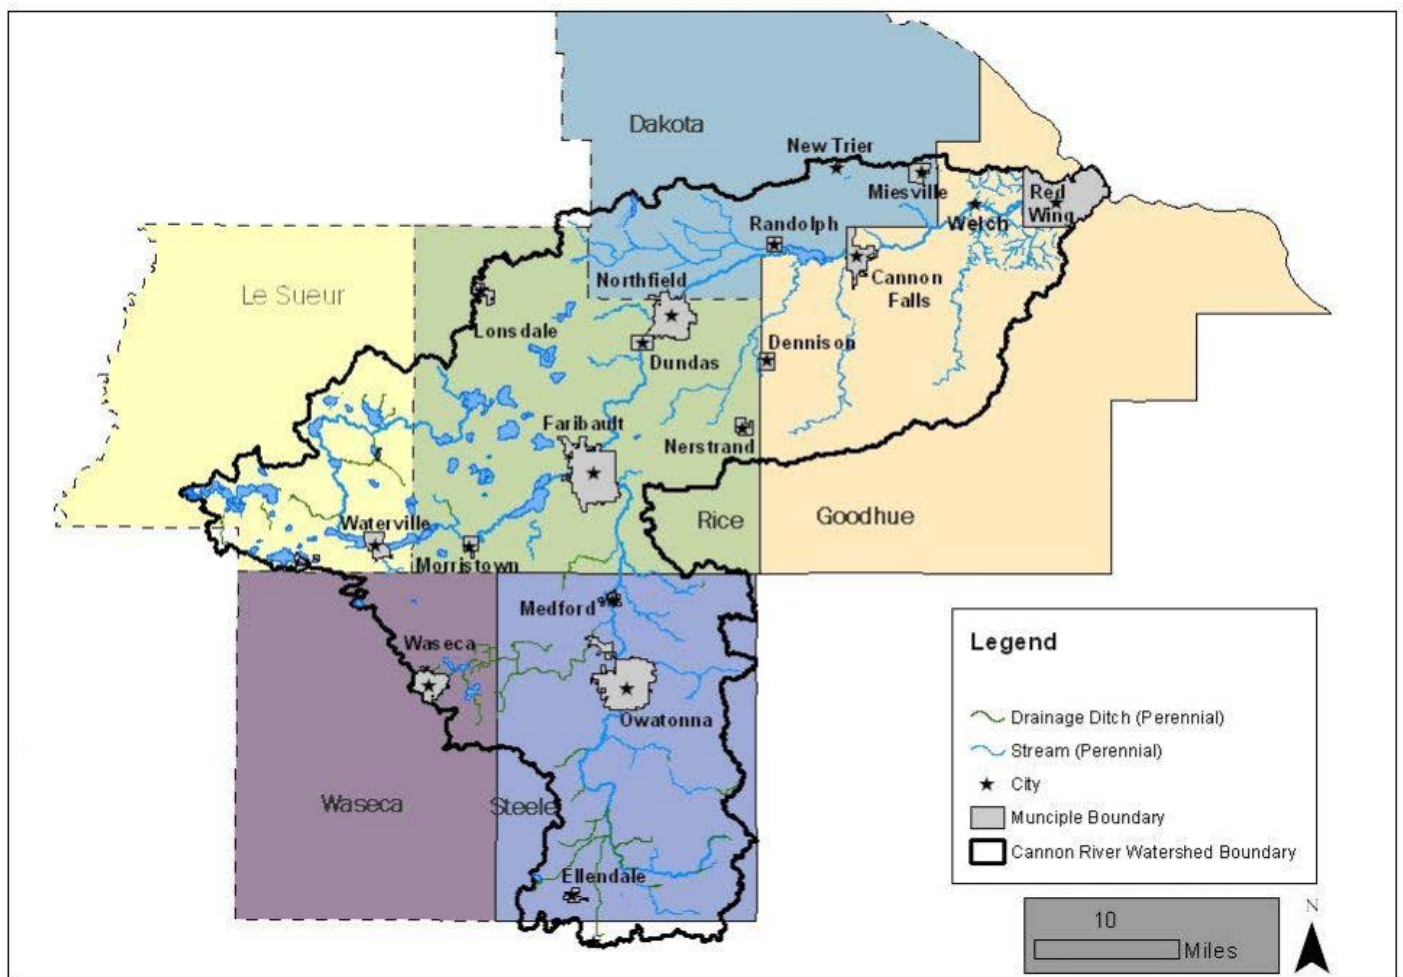 Dakota
New Trier
Miesville
Red
Wing
Welch
Randolph
Cannon
Falls
Northfield
Le Sueur
Lonsdale
Dundas
Dennison
Faribault
Nerstrand
Rice
Goodhue
Waterville
Morristown
Medford
Waseca
Owatonna
Waseca
Steele
Ellendale
Legend
Drainage Ditch (Perennial)
Stream (Perennial)
City
Munciple Boundary
Cannon River Watershed Boundary
10
Miles
N